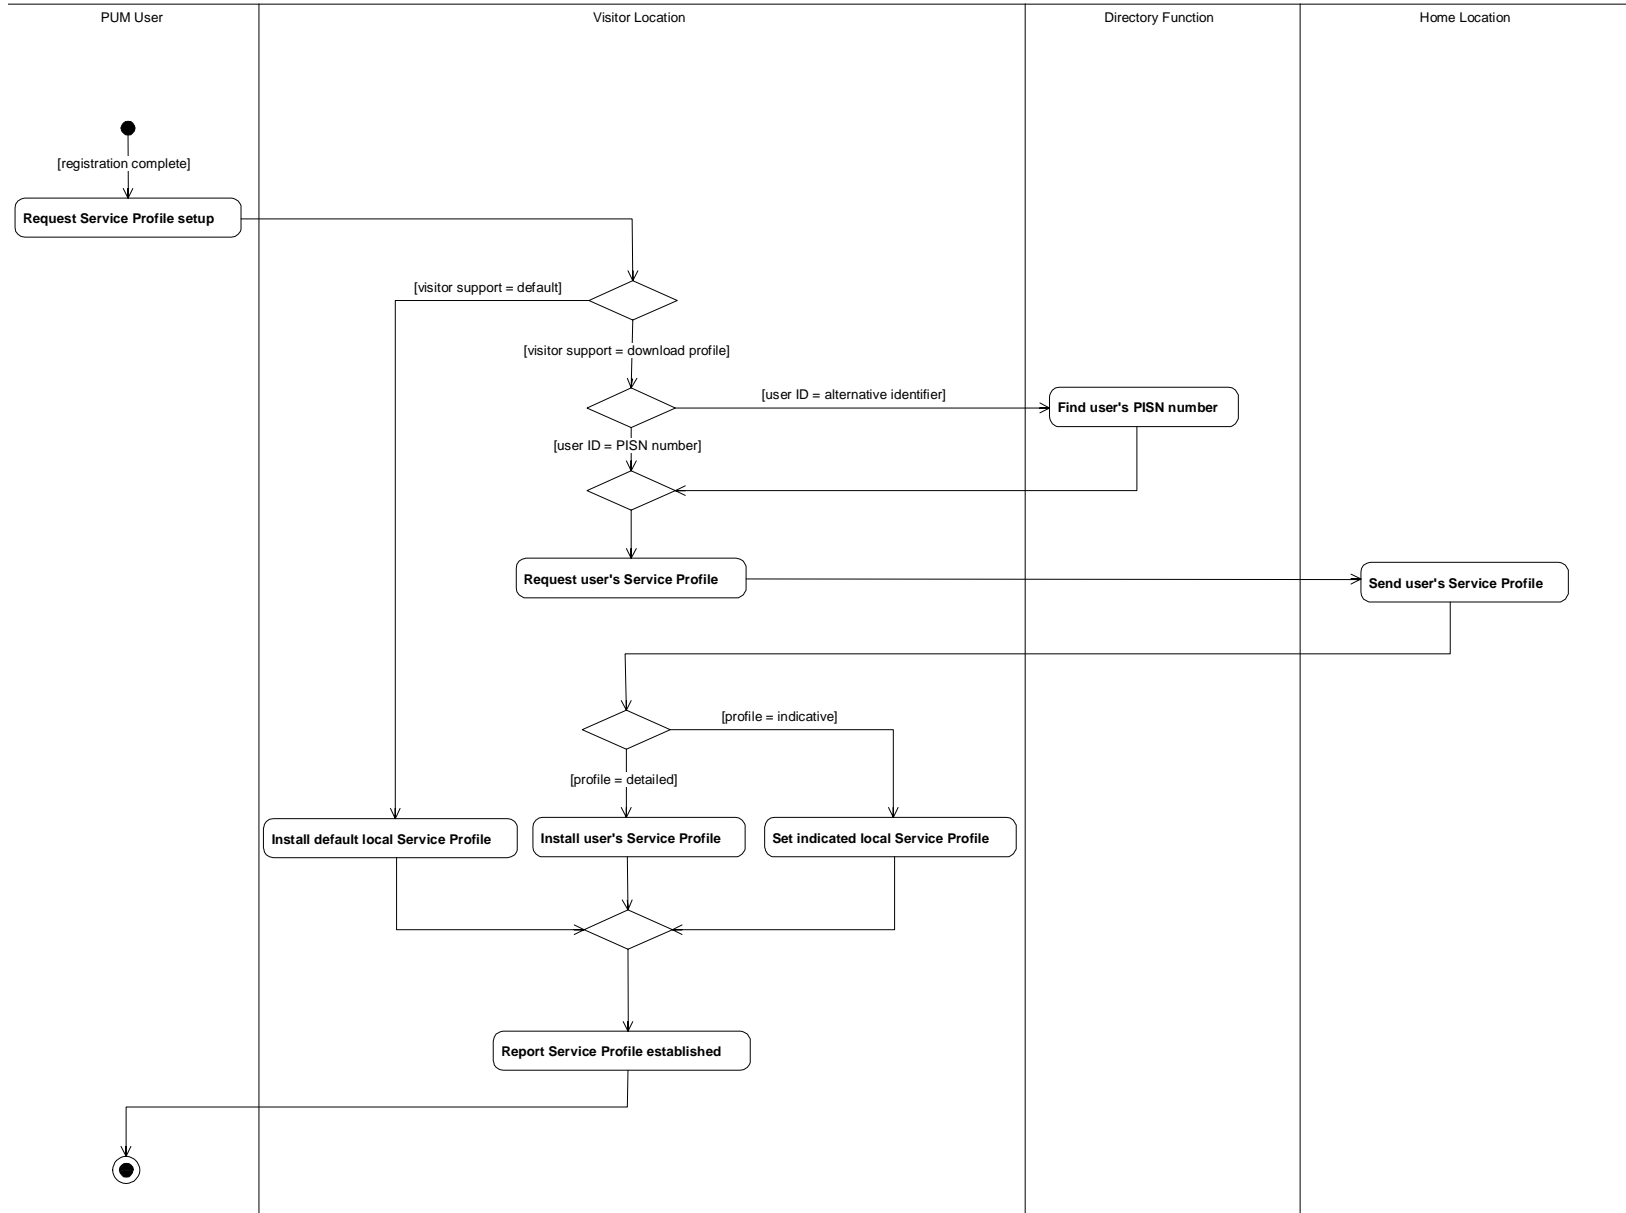 PUM User
Visitor Location
Directory Function
Home Location
[registration complete]
Request Service Profile setup
[visitor support = default]
[visitor support = download profile]
[user ID = alternative identifier]
Find user's PISN number
[user ID = PISN number]
Request user's Service Profile
Send user's Service Profile
[profile = indicative]
[profile = detailed]
Install default local Service Profile
Install user's Service Profile
Set indicated local Service Profile
Report Service Profile established